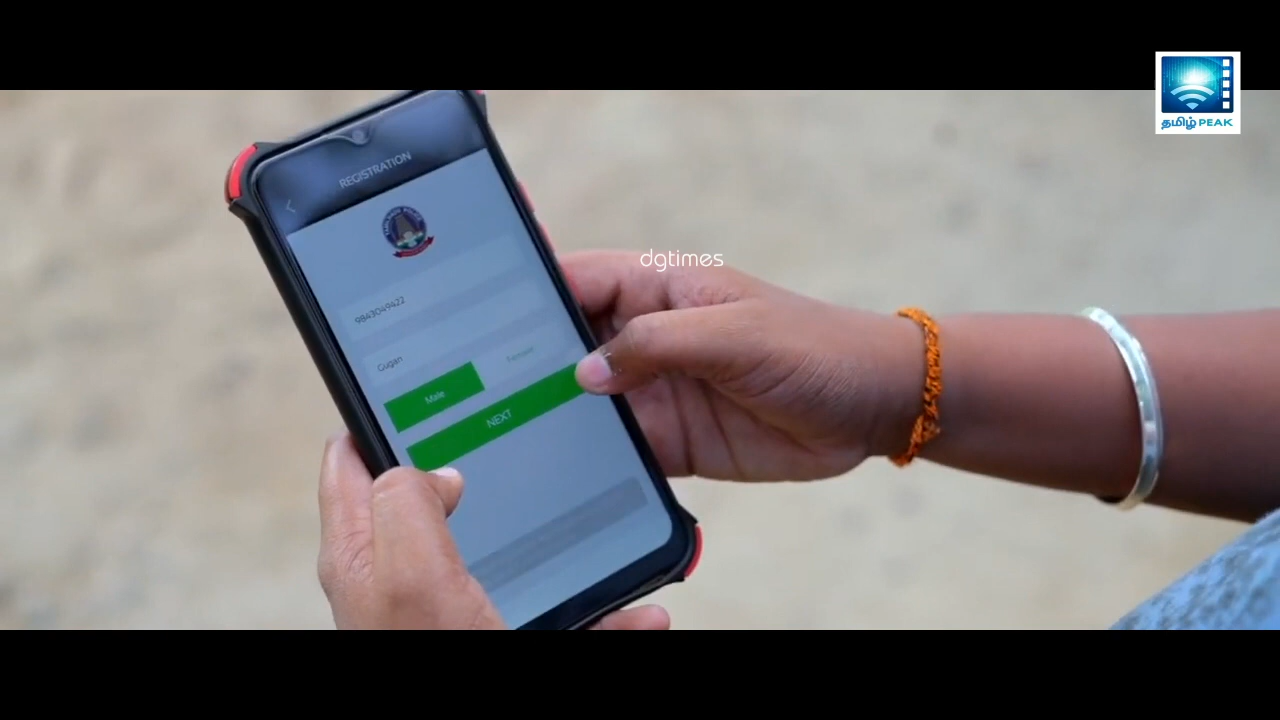 தமிழ் PEAK
REGISTRATION
dgtimes
9843049422
Gugan
Male
Female
NEXT